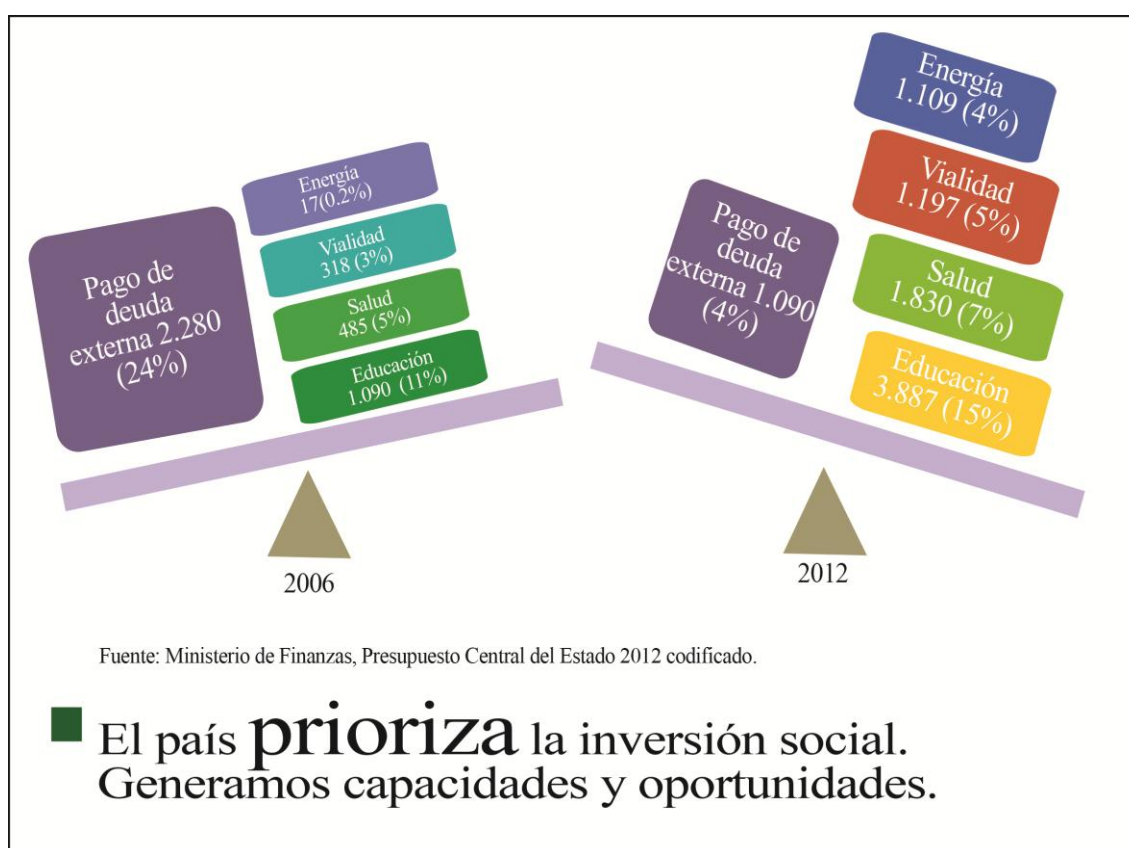 Energía
17(0.2%)
Vialidad
318 (3%)
Salud
485 (5%)
Educación
1.090 (11%)
Pago de
deuda
externa 2.280
(24%)
2006
Energía
1.109 (4%)
Vialidad
1.197 (5%)
Salud
1.830 (7%)
Educación
3.887 (15%)
Pago de
deuda
externa 1.090
(4%)
2012
Fuente: Ministerio de Finanzas, Presupuesto Central del Estado 2012 codificado.
El país prioriza la inversión social.
Generamos capacidades y oportunidades.